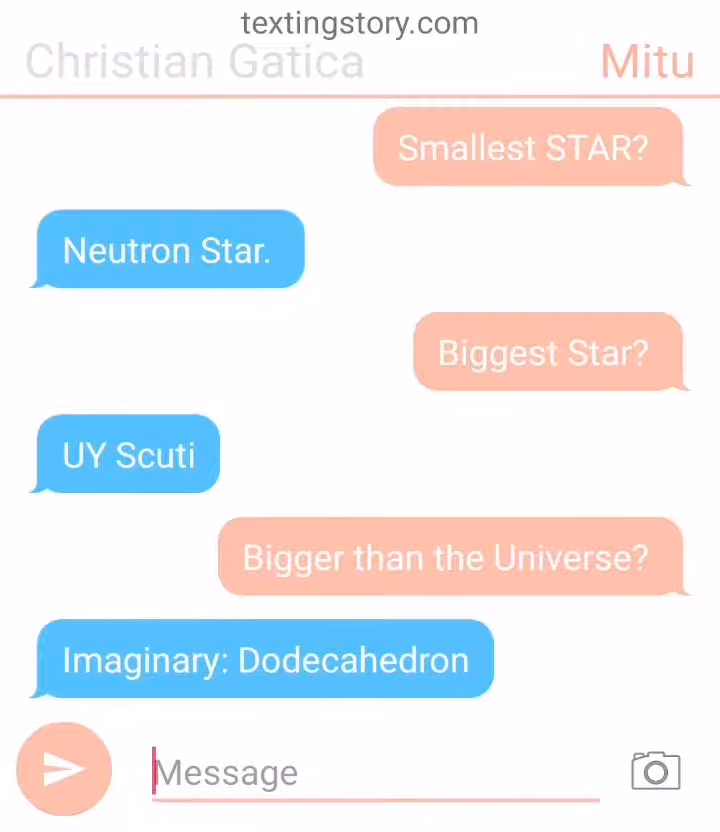 textingstory.com
Christian Gatica Mitu
Smallest STAR?
Neutron Star.
Biggest Star?
UY Scuti
Bigger than the Universe?
Imaginary: Dodecahedron
Message